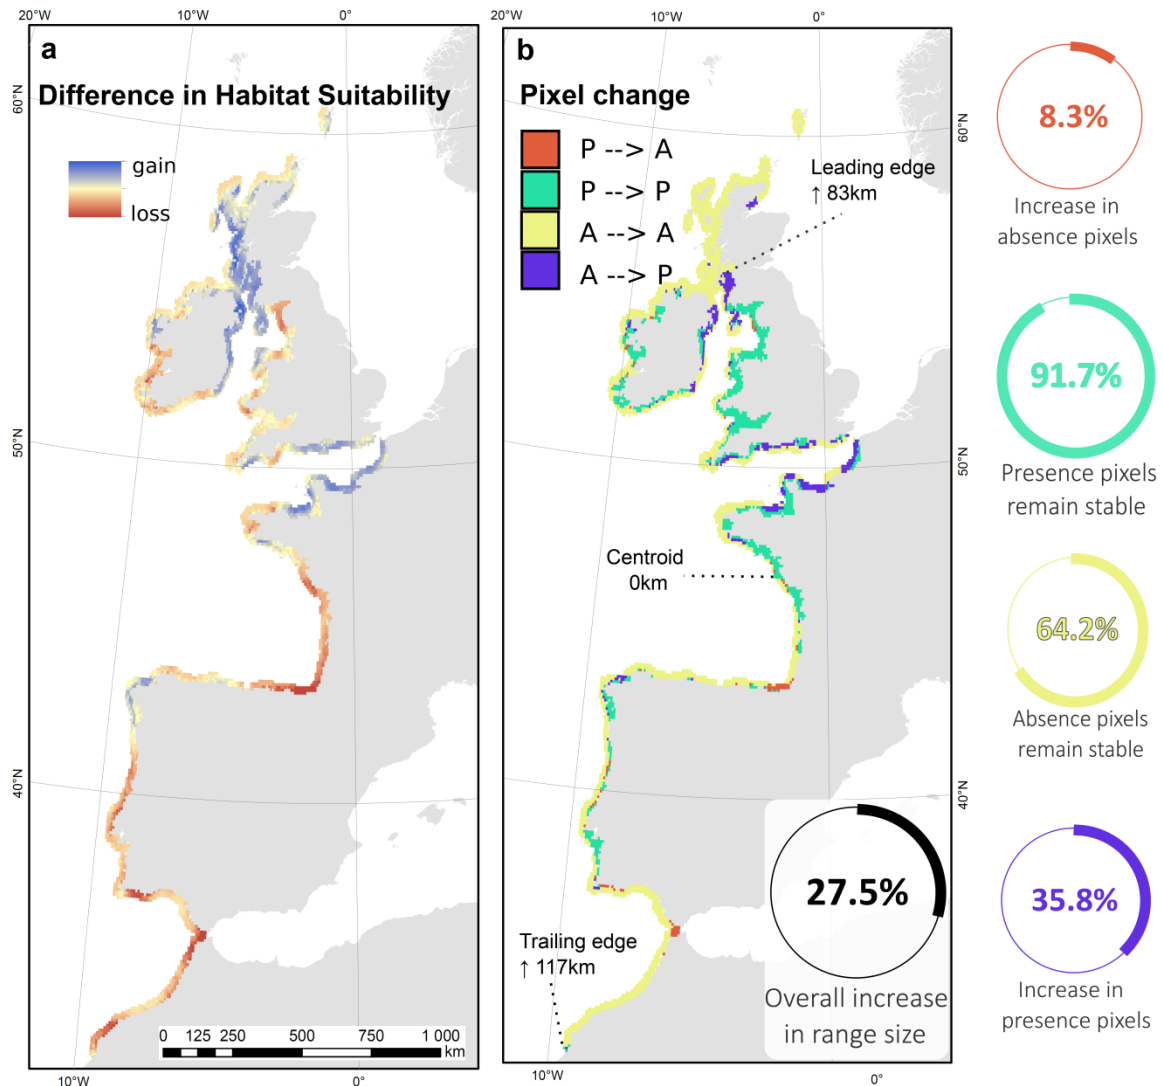 20°W
10°W
0°
10°W
0°
a
b
Difference in Habitat Suitability
Pixel change
60°N
60°N
gain
loss
P --> A
P --> P
A --> A
A --> P
Leading edge
↑ 83km
8.3%
Increase in
absence pixels
91.7%
Presence pixels
remain stable
50°N
50°N
Centroid
0km
64.2%
Absence pixels
remain stable
40°N
40°N
27.5%
Overall increase
in range size
35.8%
Increase in
presence pixels
Trailing edge
↑ 117km
0 125 250 500 750 1 000
km
10°W
0°
10°W
0°